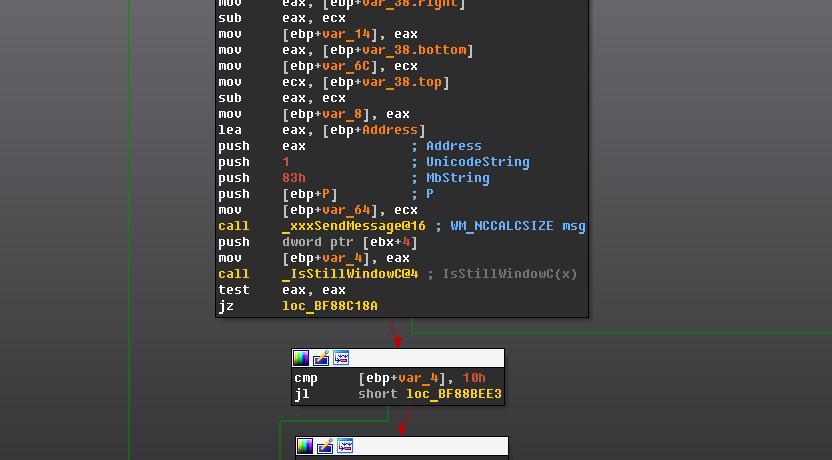 mov eax, [ebp+var_38.right]
sub eax, ecx
mov [ebp+var_14], eax
mov eax, [ebp+var_38.bottom]
mov [ebp+var_6C], ecx
mov ecx, [ebp+var_38.top]
sub eax, ecx
mov [ebp+var_8], eax
lea eax, [ebp+Address]
push eax ; Address
push 1 ; UnicodeString
push 83h ; MbString
push [ebp+P] ; P
mov [ebp+var_64], ecx
call _xxxSendMessage@16 ; WM_NCCALCSIZE msg
push dword ptr [ebx+4]
mov [ebp+var_4], eax
call _IsStillWindowC@4 ; IsStillWindowC(x)
test eax, eax
jz loc_BF88C18A
cmp [ebp+var_4], 10h
jl short loc_BF88BEE3